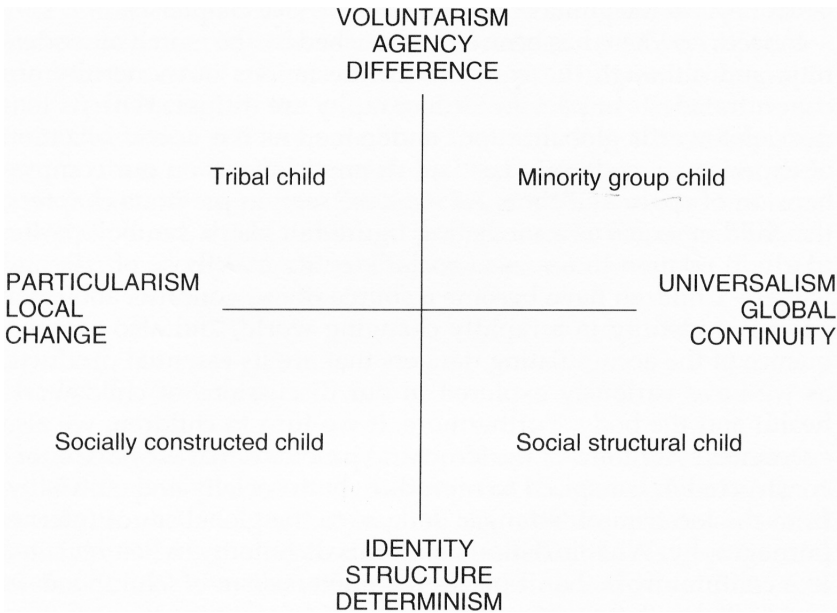 VOLUNTARISM
AGENCY
DIFFERENCE
Tribal child
Minority group child
PARTICULARISM
LOCAL
CHANGE
UNIVERSALISM
GLOBAL
CONTINUITY
Socially constructed child
Social structural child
IDENTITY
STRUCTURE
DETERMINISM